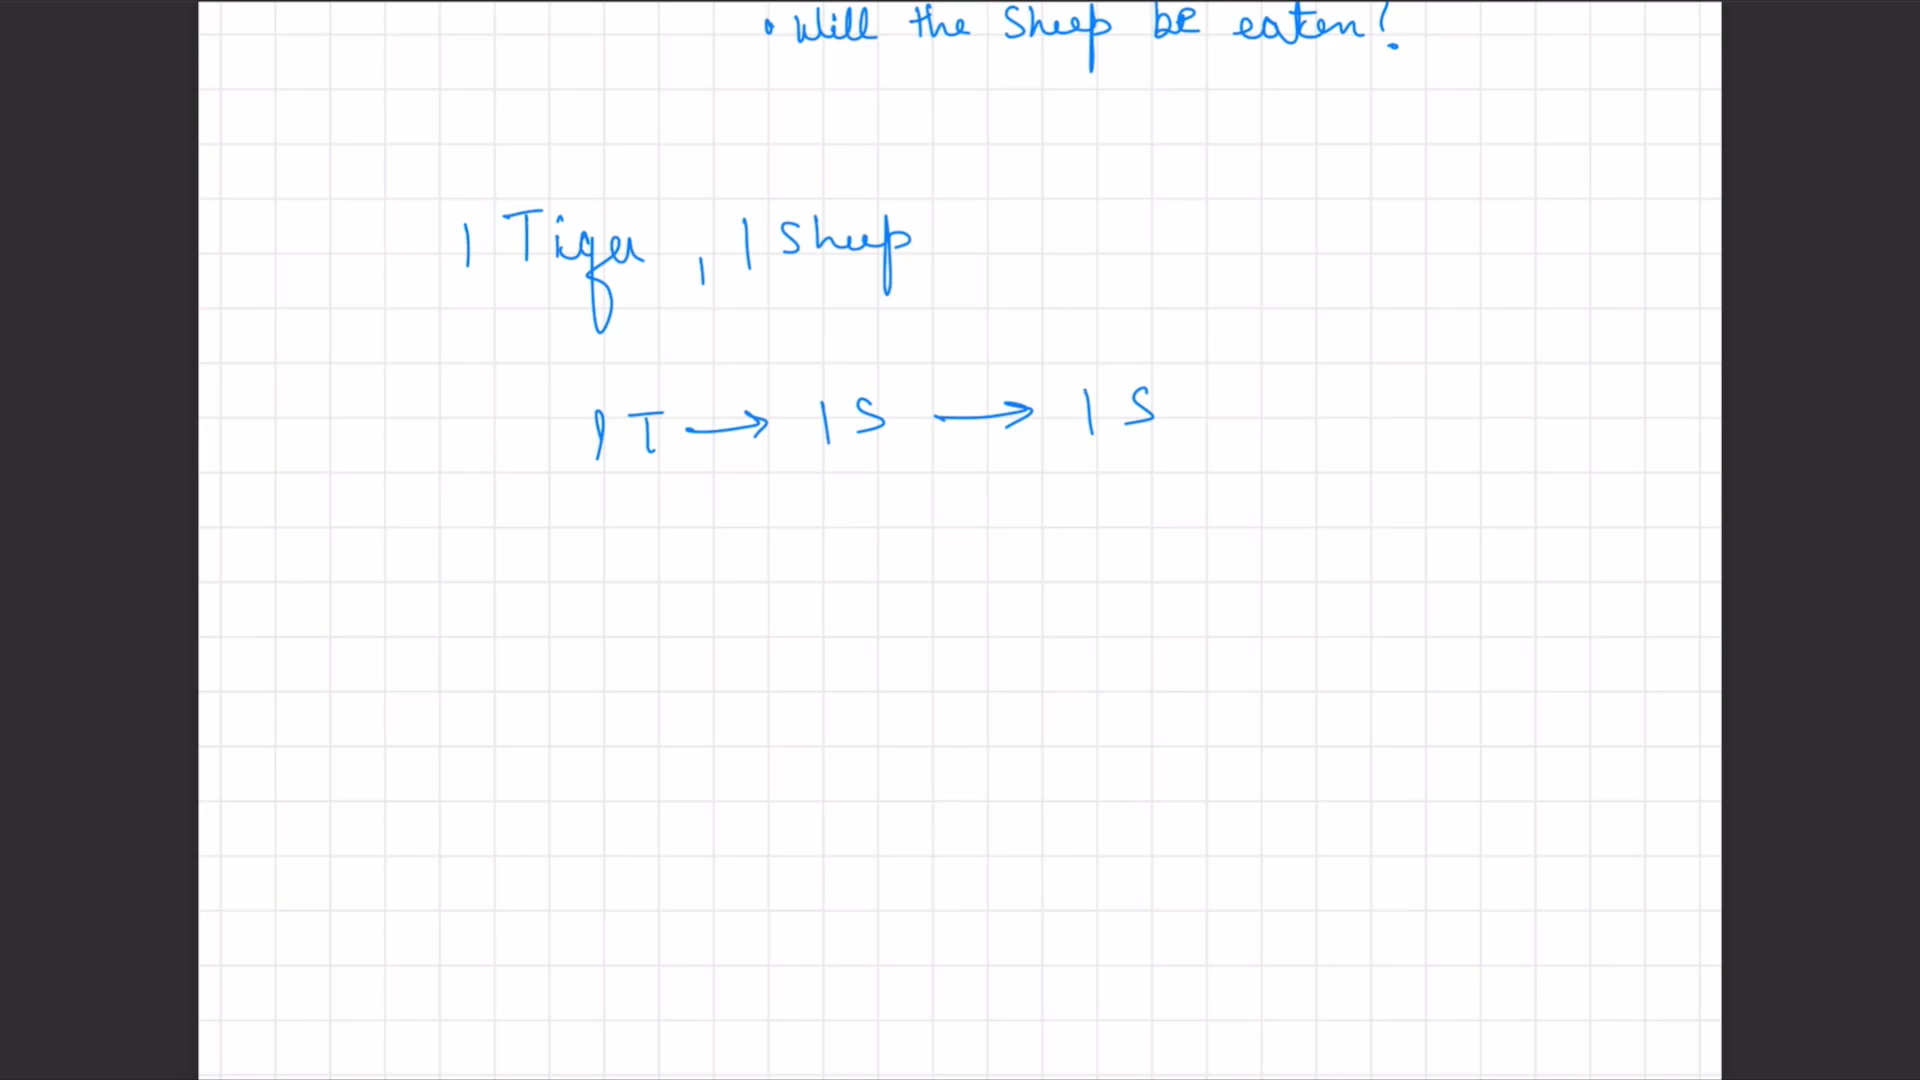 • Will the Sheep be eaten?
1 Tiger , 1 Sheep
1 T → 1 S → 1 S